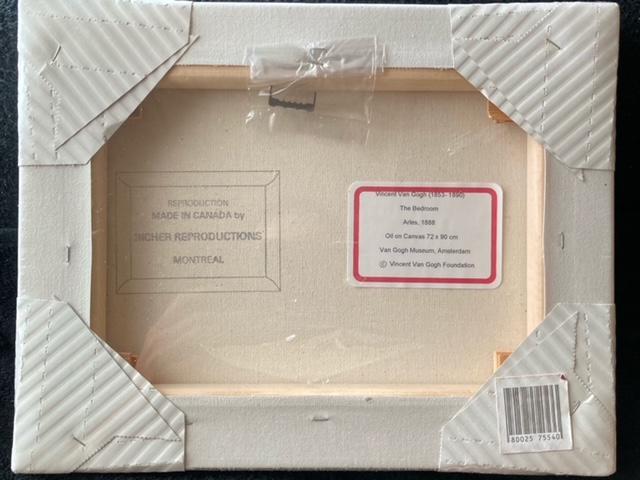 REPRODUCTION
MADE IN CANADA by
INCHER REPRODUCTIONS
MONTREAL
Vincent Van Gogh (1853- 1890)
The Bedroom
Arles, 1888
Oil on Canvas 72 x 90 cm
Van Gogh Museum, Amsterdam
© Vincent Van Gogh Foundation
80025 75540